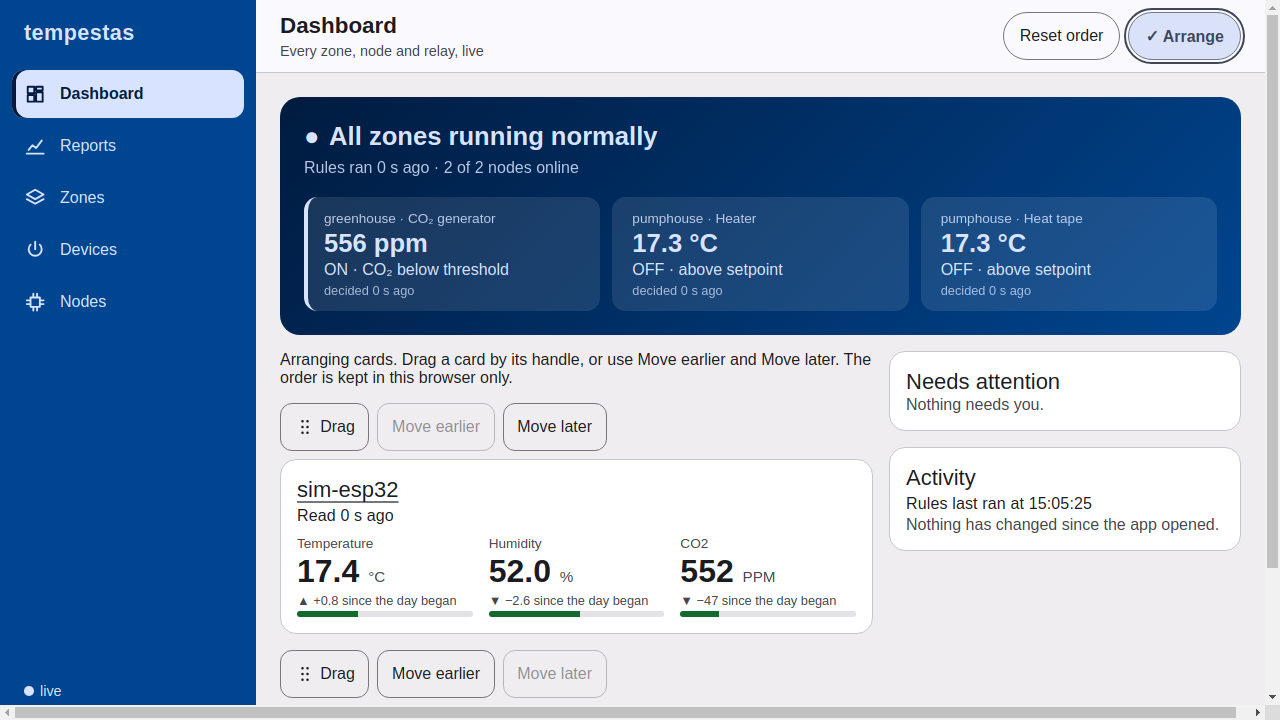 tempestas
Dashboard
Reports
Zones
Devices
Nodes
live
Dashboard
Every zone, node and relay, live
Reset order
✓ Arrange
● All zones running normally
Rules ran 0 s ago · 2 of 2 nodes online
greenhouse · CO₂ generator
556 ppm
ON · CO₂ below threshold
decided 0 s ago
pumphouse · Heater
17.3 °C
OFF · above setpoint
decided 0 s ago
pumphouse · Heat tape
17.3 °C
OFF · above setpoint
decided 0 s ago
Arranging cards. Drag a card by its handle, or use Move earlier and Move later. The
order is kept in this browser only.
Drag
Move earlier
Move later
sim-esp32
Read 0 s ago
Temperature
17.4 °C
▲ +0.8 since the day began
Humidity
52.0 %
▼ −2.6 since the day began
CO2
552 PPM
▼ −47 since the day began
Drag
Move earlier
Move later
Needs attention
Nothing needs you.
Activity
Rules last ran at 15:05:25
Nothing has changed since the app opened.